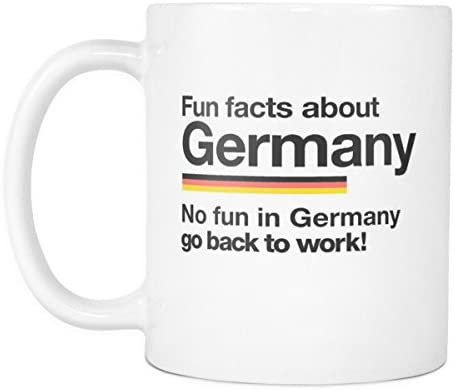 Fun facts about
Germany
No fun in Germany
go back to work!